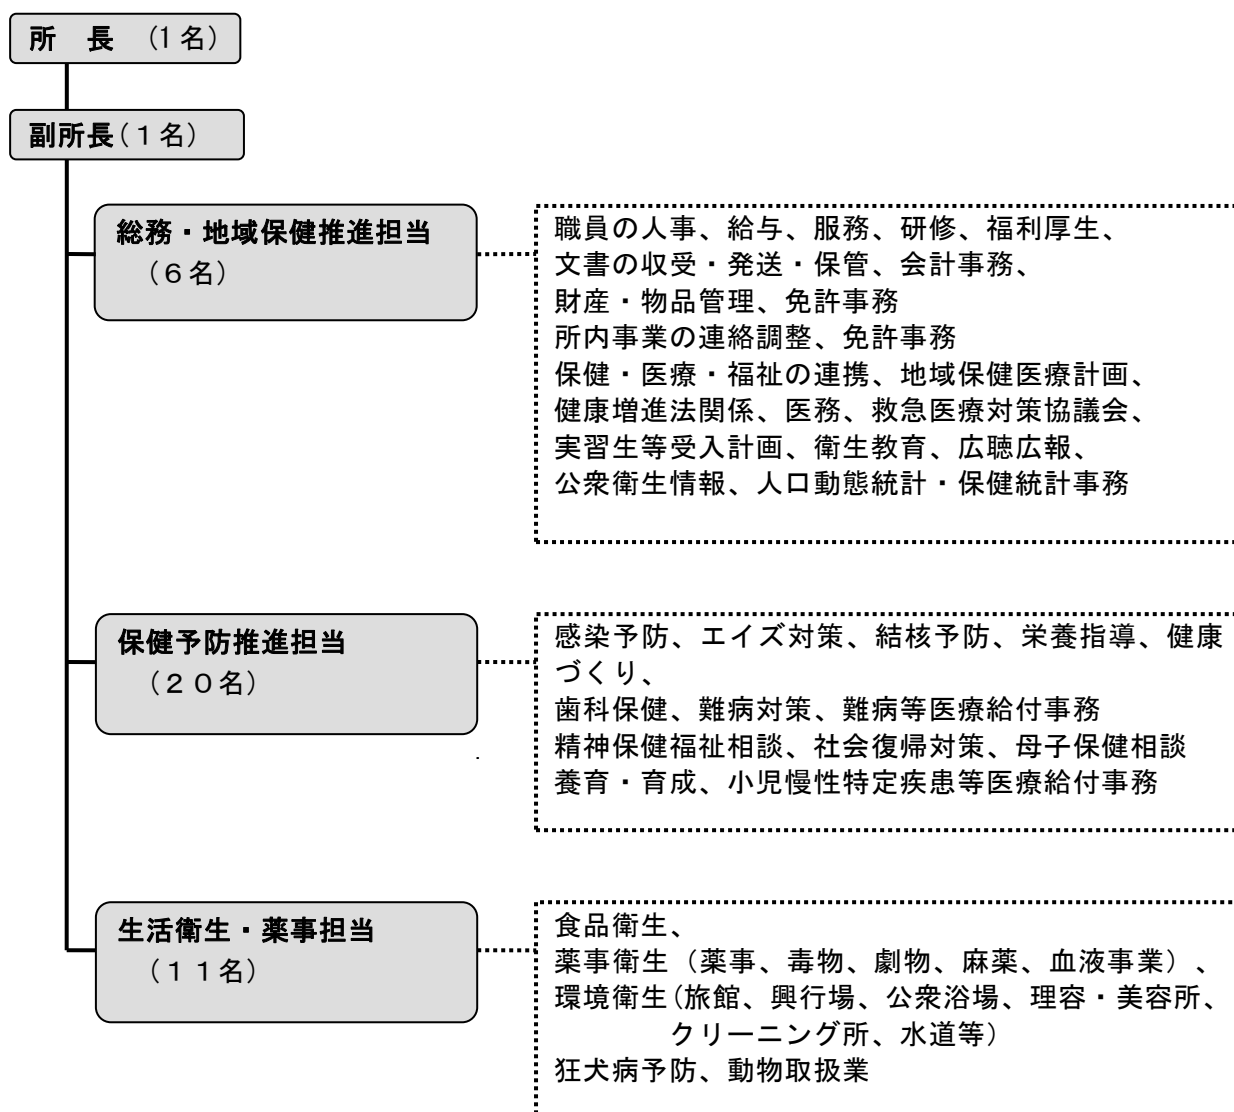 所　長　(1名)
副所長(１名)
総務・地域保健推進担当
（６名）
職員の人事、給与、服務、研修、福利厚生、
文書の収受・発送・保管、会計事務、
財産・物品管理、免許事務
所内事業の連絡調整、免許事務
保健・医療・福祉の連携、地域保健医療計画、
健康増進法関係、医務、救急医療対策協議会、
実習生等受入計画、衛生教育、広聴広報、
公衆衛生情報、人口動態統計・保健統計事務
保健予防推進担当
（２０名）
感染予防、エイズ対策、結核予防、栄養指導、健康
づくり、
歯科保健、難病対策、難病等医療給付事務
精神保健福祉相談、社会復帰対策、母子保健相談
養育・育成、小児慢性特定疾患等医療給付事務
生活衛生・薬事担当
（１１名）
食品衛生、
薬事衛生（薬事、毒物、劇物、麻薬、血液事業）、
環境衛生(旅館、興行場、公衆浴場、理容・美容所、
クリーニング所、水道等)
狂犬病予防、動物取扱業